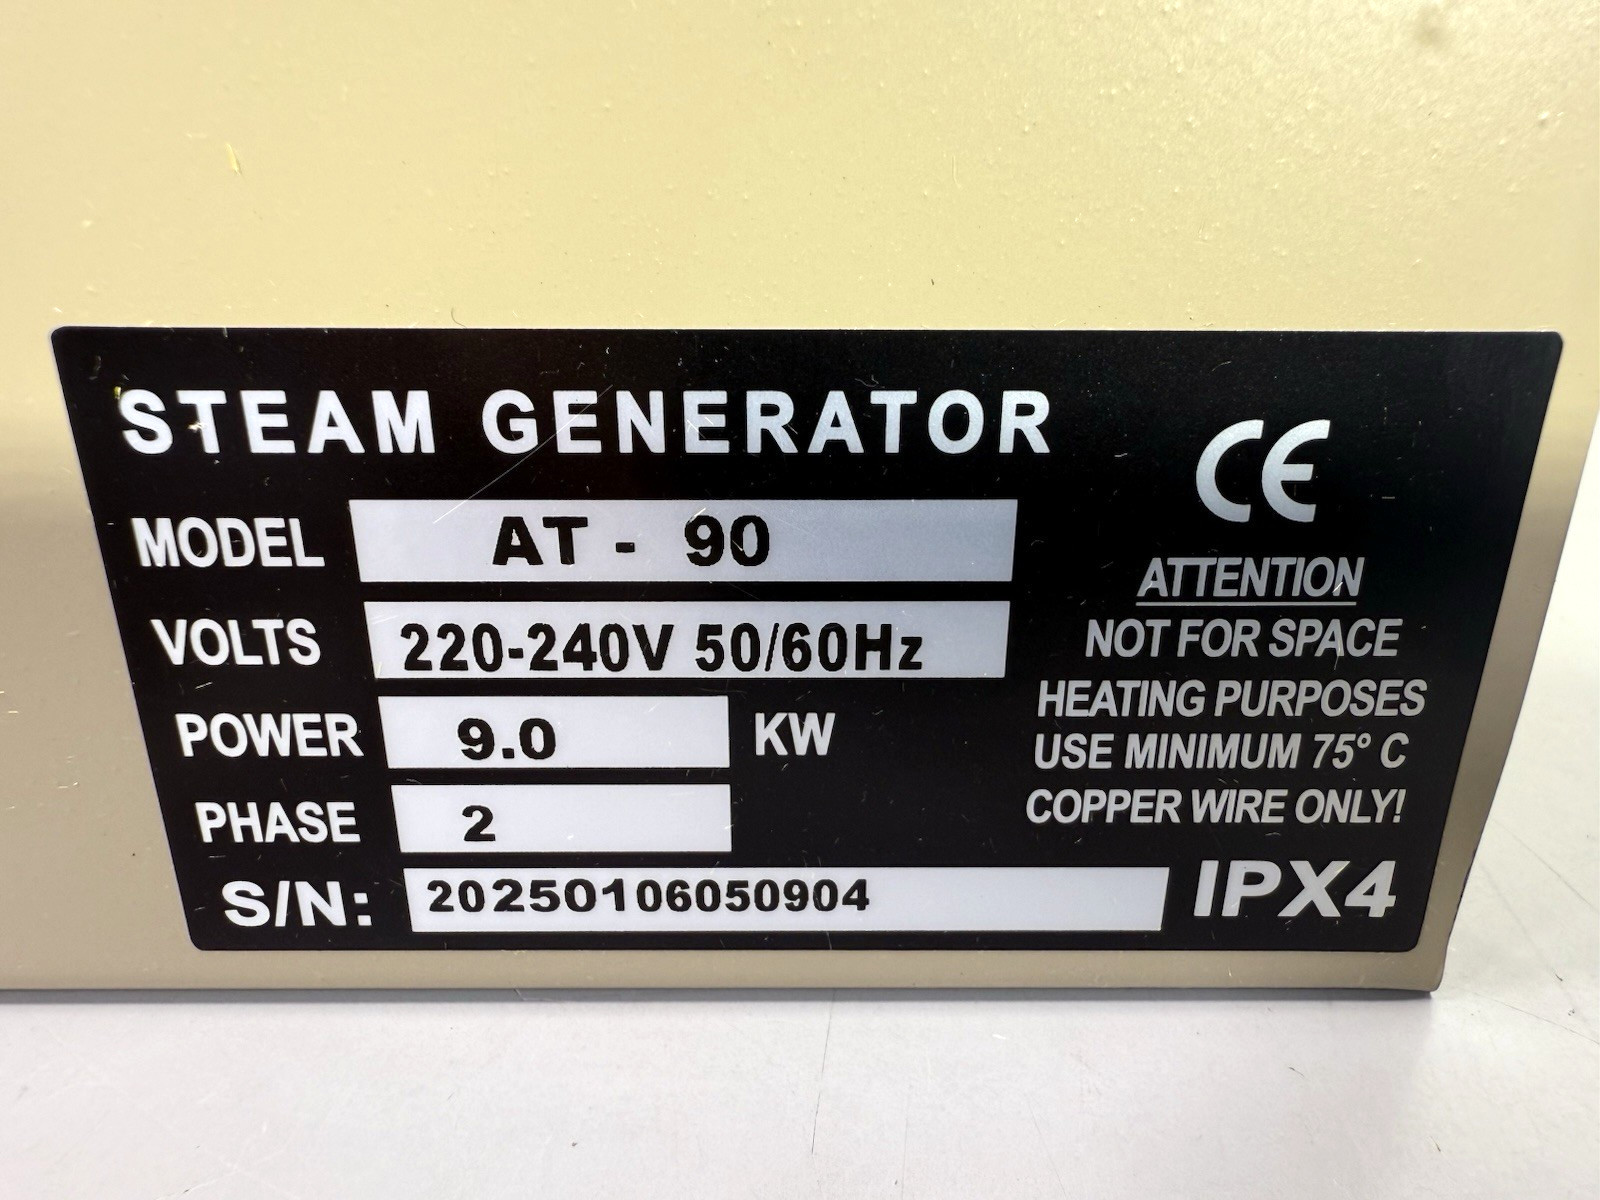 STEAM GENERATOR
CE
MODEL AT - 90
VOLTS 220-240V 50/60Hz
POWER 9.0 KW
PHASE 2
S/N: 20250106050904
ATTENTION
NOT FOR SPACE
HEATING PURPOSES
USE MINIMUM 75° C
COPPER WIRE ONLY!
IPX4